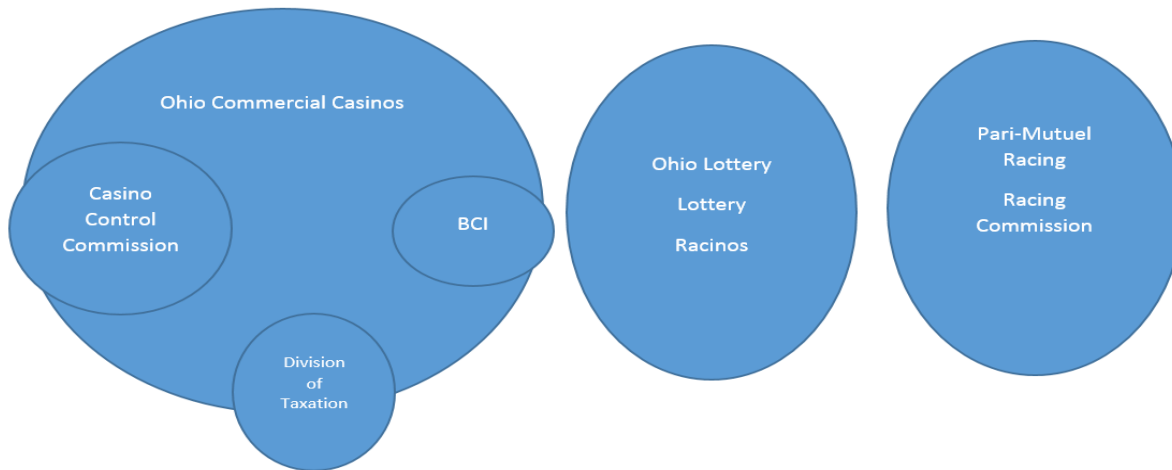 Ohio Commercial Casinos
Casino
Control
Commission
BCI
Division
of
Taxation
Ohio Lottery
Lottery
Racinos
Pari-Mutuel
Racing
Racing
Commission